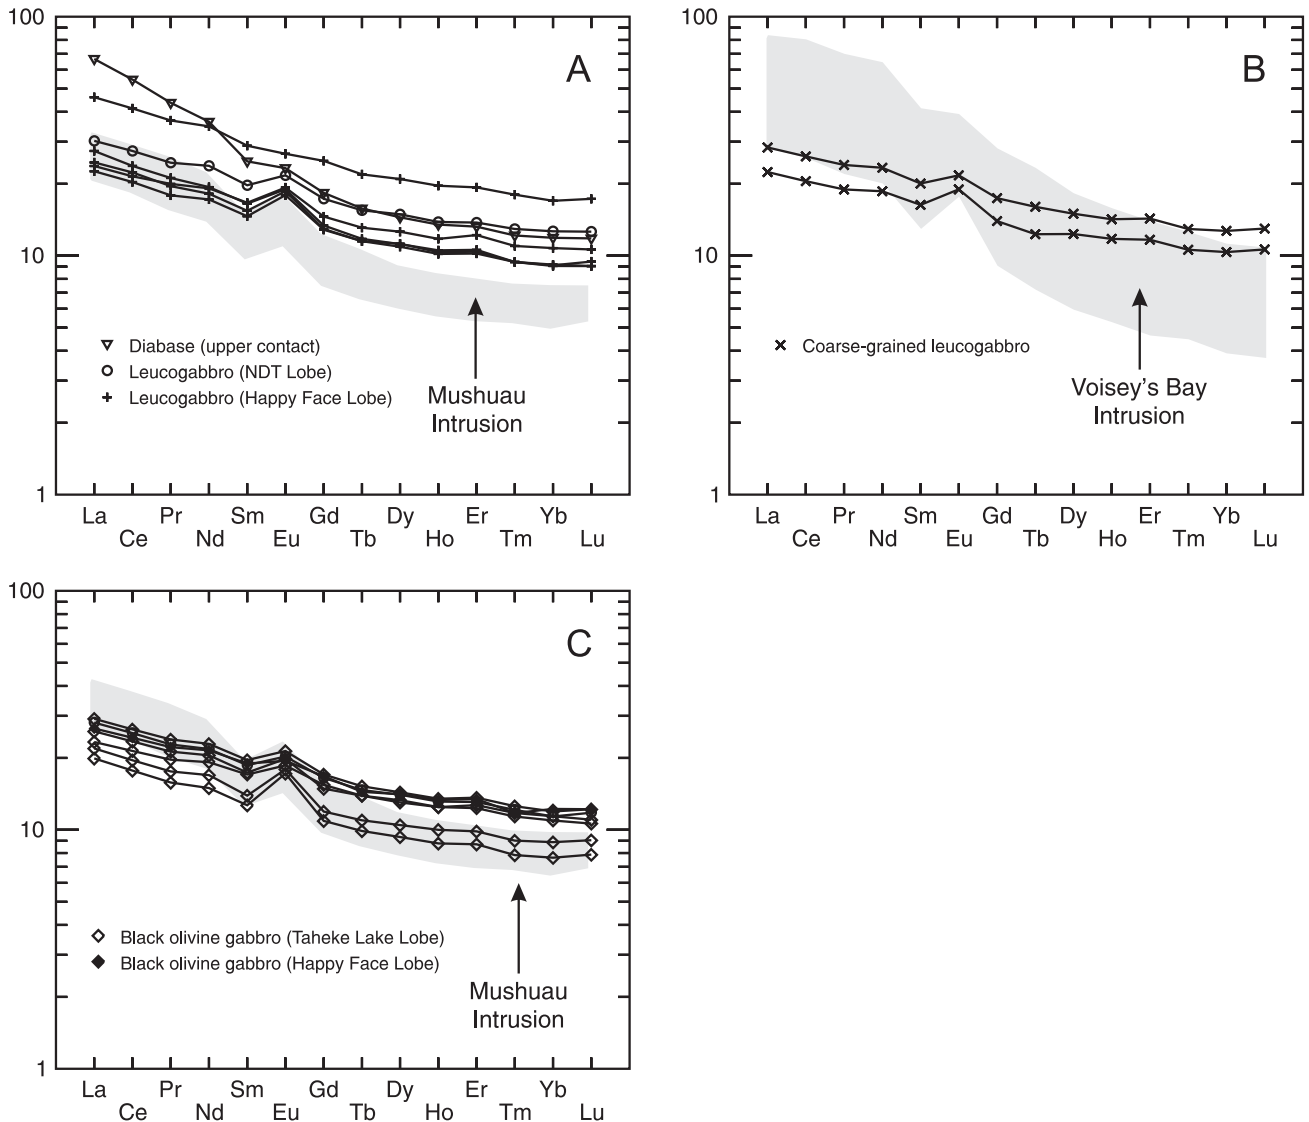 100
10
1
A
Diabase (upper contact)
Leucogabbro (NDT Lobe)
Leucogabbro (Happy Face Lobe)
Mushuau
Intrusion
La Pr Sm Gd Dy Er Yb
Ce Nd Eu Tb Ho Tm Lu
100
10
1
B
Coarse-grained leucogabbro
Voisey's Bay
Intrusion
La Pr Sm Gd Dy Er Yb
Ce Nd Eu Tb Ho Tm Lu
100
10
1
C
Black olivine gabbro (Taheke Lake Lobe)
Black olivine gabbro (Happy Face Lobe)
Mushuau
Intrusion
La Pr Sm Gd Dy Er Yb
Ce Nd Eu Tb Ho Tm Lu